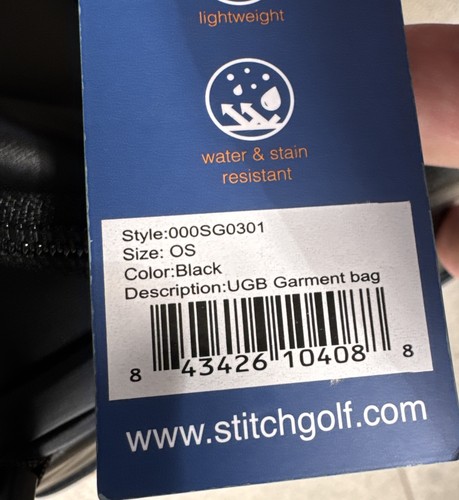 lightweight
water & stain
resistant
Style:000SG0301
Size: OS
Color:Black
Description:UGB Garment bag
8 43426 10408 8
www.stitchgolf.com